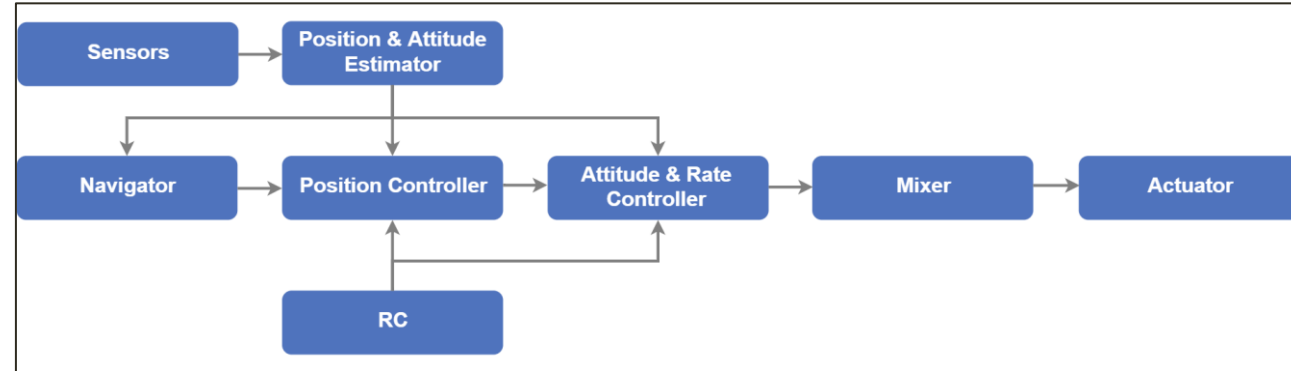 Sensors
Position & Attitude
Estimator
Navigator
Position Controller
Attitude & Rate
Controller
Mixer
Actuator
RC